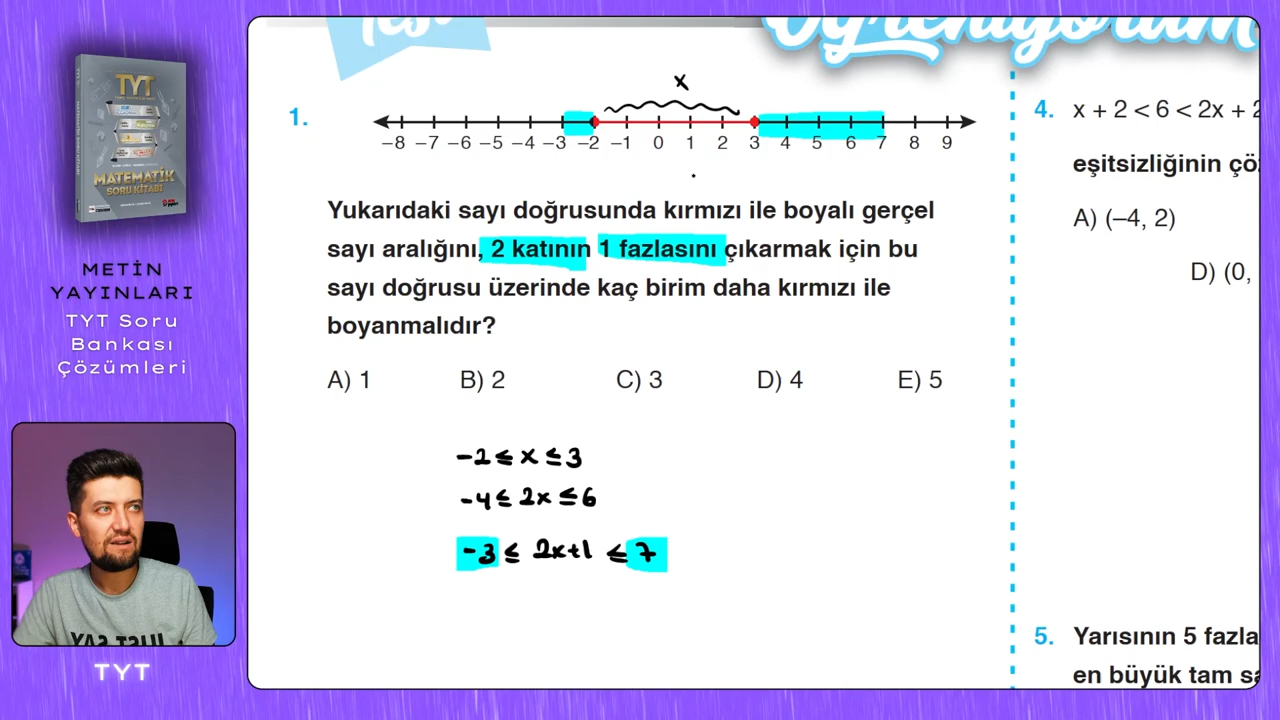 TYT
MATEMATİK
SORU KİTABI
METİN
YAYINLARI
TYT Soru
Bankası
Çözümleri
TYT
Test
Öğreniyorum
1.
x
–8 –7 –6 –5 –4 –3 –2 –1 0 1 2 3 4 5 6 7 8 9
Yukarıdaki sayı doğrusunda kırmızı ile boyalı gerçel
sayı aralığını, 2 katının 1 fazlasını çıkarmak için bu
sayı doğrusu üzerinde kaç birim daha kırmızı ile
boyanmalıdır?
A) 1 B) 2 C) 3 D) 4 E) 5
-2 ≤ x ≤ 3
-4 ≤ 2x ≤ 6
-3 ≤ 2x+1 ≤ 7
4. x + 2 < 6 < 2x + 2
eşitsizliğinin çö
A) (–4, 2)
D) (0,
5. Yarısının 5 fazla
en büyük tam sa